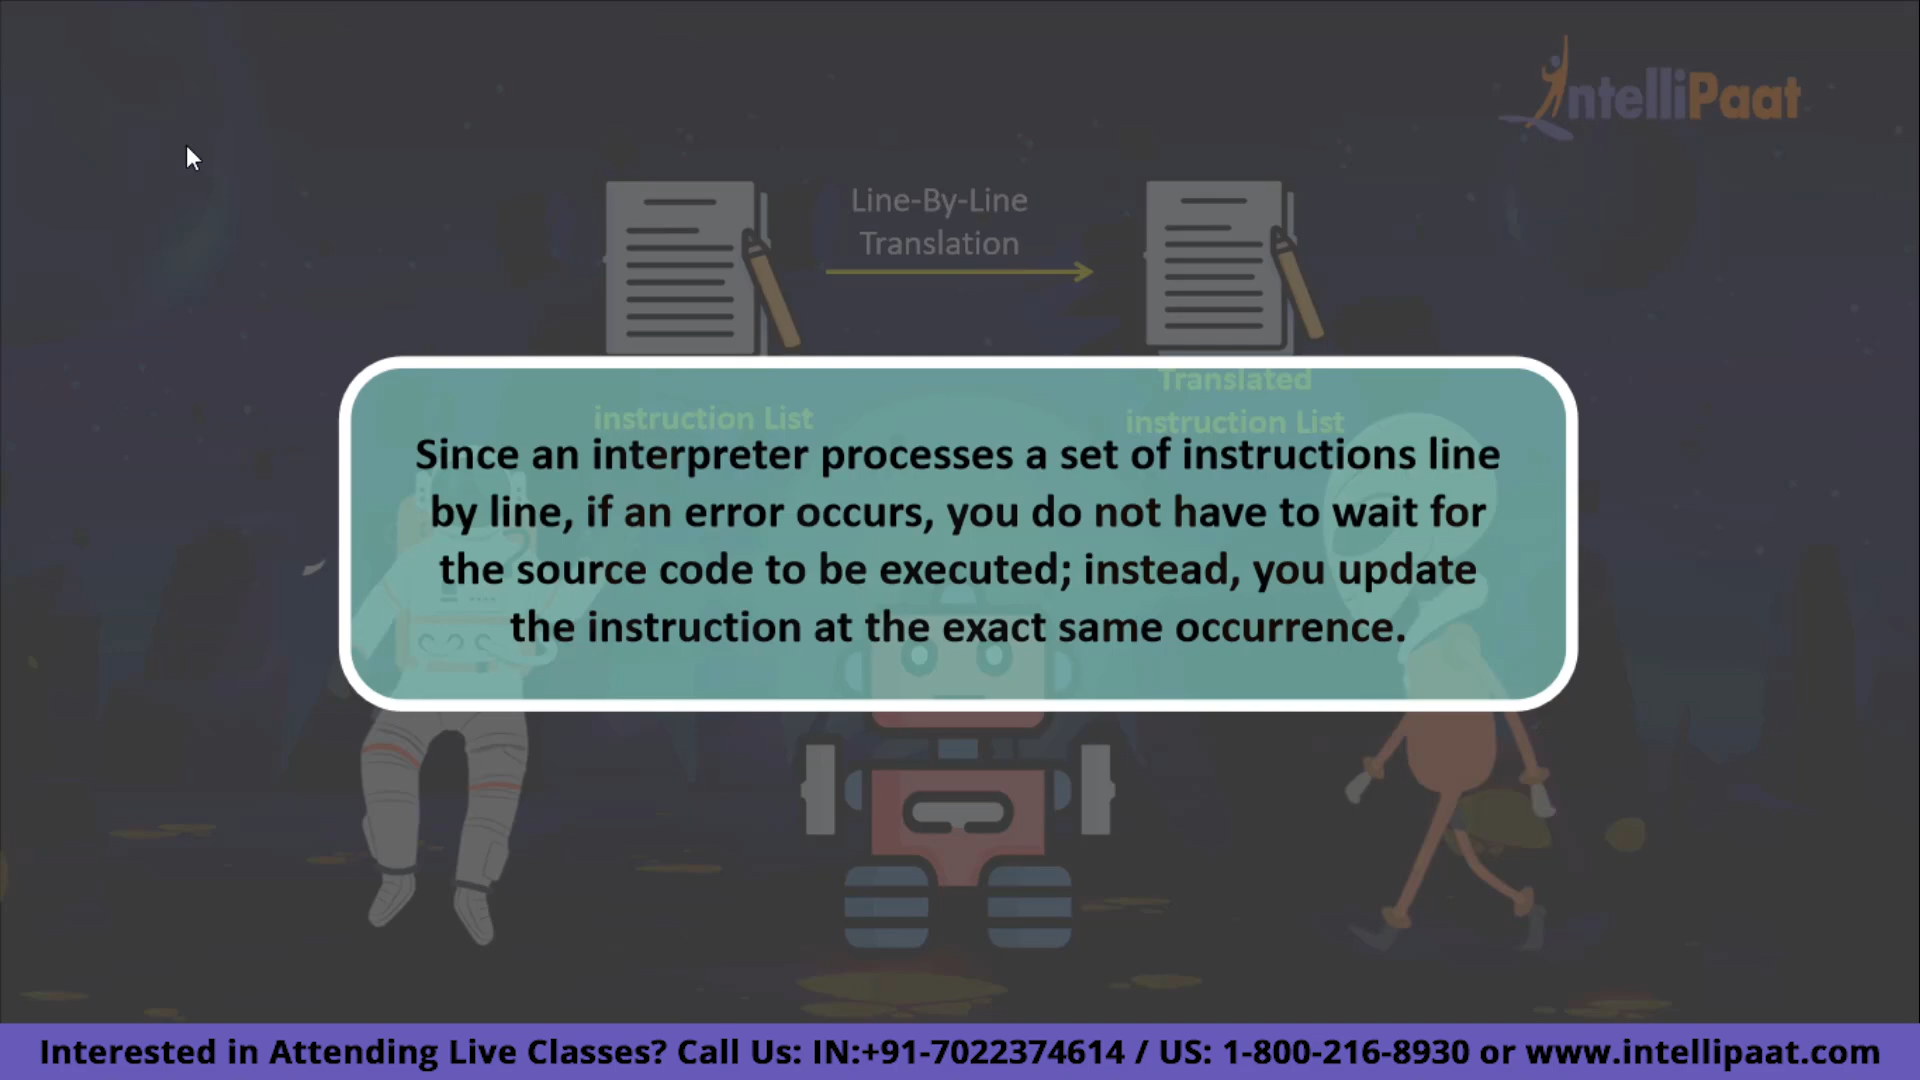 IntelliPaat
Line-By-Line
Translation
instruction List
Translated
instruction List
Since an interpreter processes a set of instructions line
by line, if an error occurs, you do not have to wait for
the source code to be executed; instead, you update
the instruction at the exact same occurrence.
Interested in Attending Live Classes? Call Us: IN:+91-7022374614 / US: 1-800-216-8930 or www.intellipaat.com